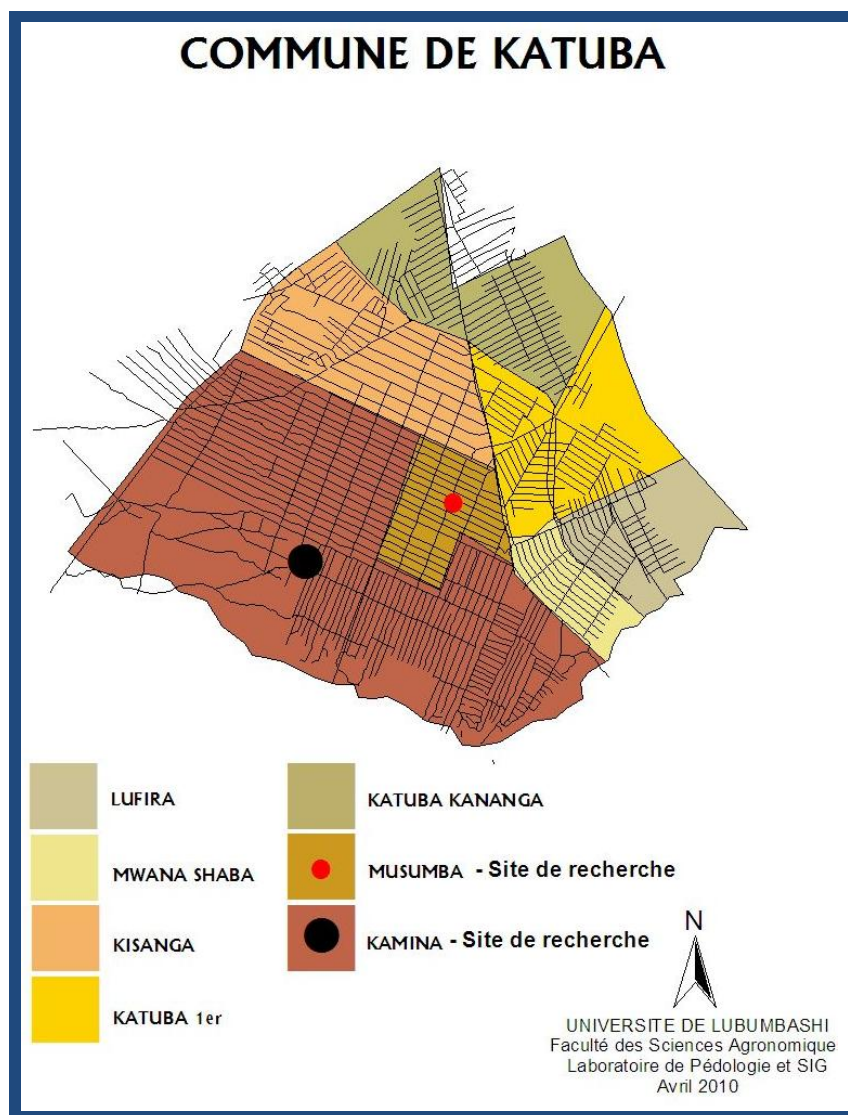 COMMUNE DE KATUBA
LUFIRA
MWANA SHABA
KISANGA
KATUBA 1er
KATUBA KANANGA
MUSUMBA - Site de recherche
KAMINA - Site de recherche
N
UNIVERSITE DE LUBUMBASHI
Faculté des Sciences Agronomique
Laboratoire de Pédologie et SIG
Avril 2010